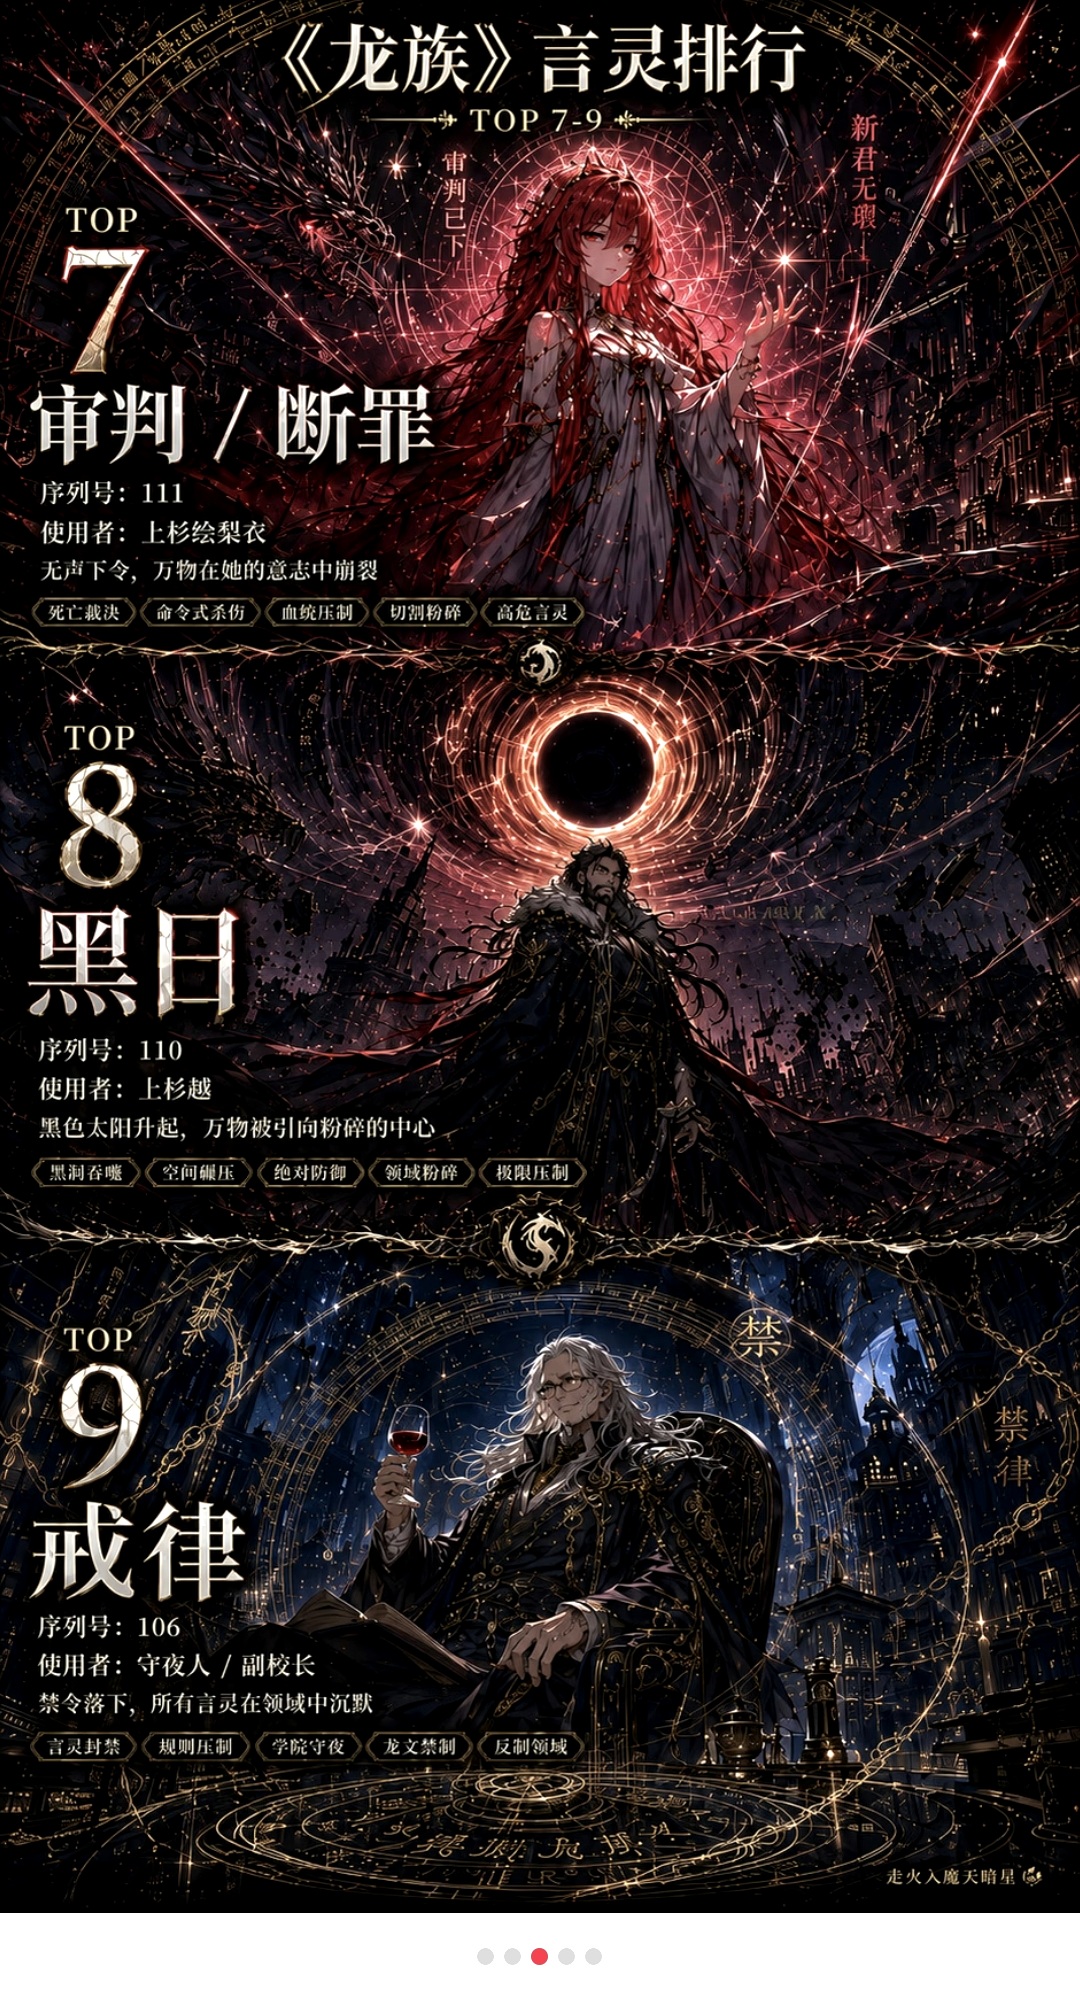 《龙族》言灵排行
TOP 7-9
审判已下
新君无瑕
TOP
7
审判 / 断罪
序列号：111
使用者：上杉绘梨衣
无声下令，万物在她的意志中崩裂
死亡裁决 命令式杀伤 血统压制 切割粉碎 高危言灵
TOP
8
黑日
序列号：110
使用者：上杉越
黑色太阳升起，万物被引向粉碎的中心
黑洞吞噬 空间碾压 绝对防御 领域粉碎 极限压制
禁
禁律
TOP
9
戒律
序列号：106
使用者：守夜人 / 副校长
禁令落下，所有言灵在领域中沉默
言灵封禁 规则压制 学院守夜 龙文禁制 反制领域
走火入魔天暗星